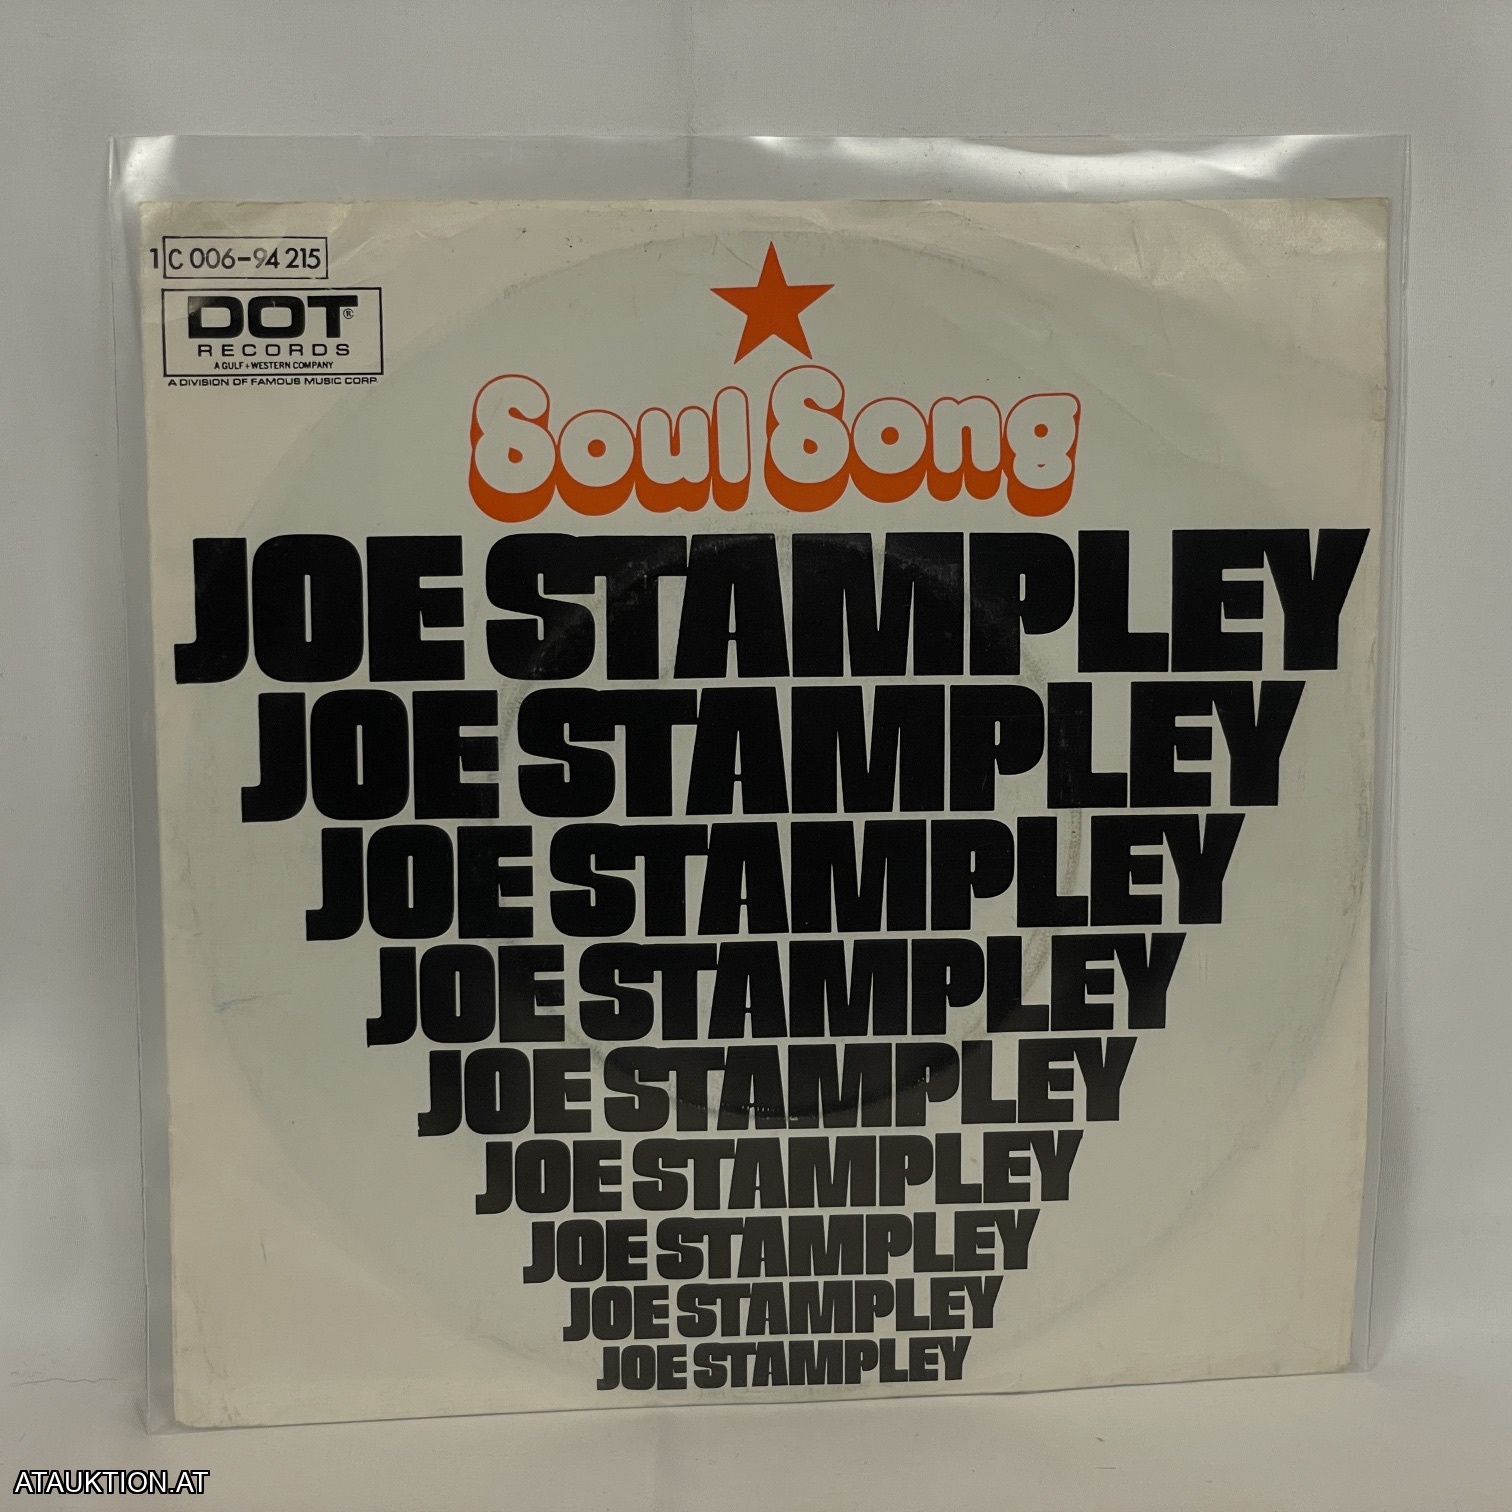 1C 006-94 215
DOT®
RECORDS
A GULF+WESTERN COMPANY
A DIVISION OF FAMOUS MUSIC CORP.
Soul Song
JOE STAMPLEY
JOE STAMPLEY
JOE STAMPLEY
JOE STAMPLEY
JOE STAMPLEY
JOE STAMPLEY
JOE STAMPLEY
JOE STAMPLEY
JOE STAMPLEY
ATAUKTION.AT